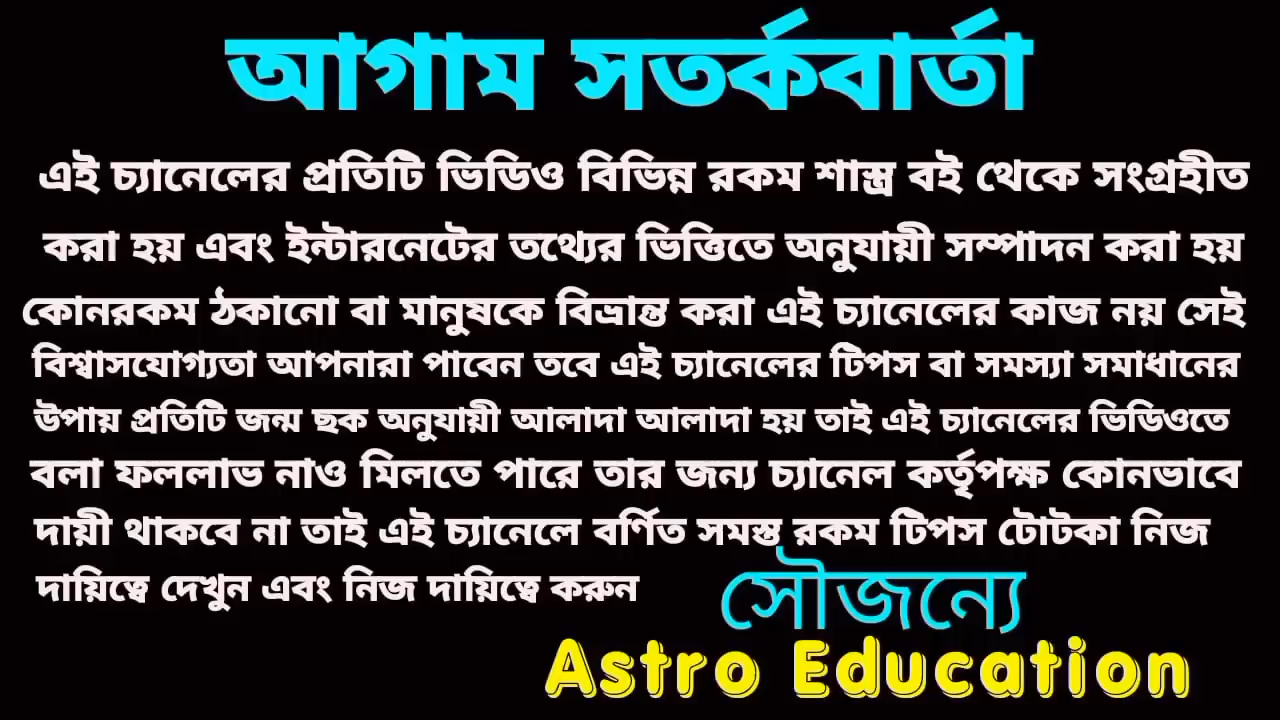 আগাম সতর্কবার্তা
এই চ্যানেলের প্রতিটি ভিডিও বিভিন্ন রকম শাস্ত্র বই থেকে সংগ্রহীত
করা হয় এবং ইন্টারনেটের তথ্যের ভিত্তিতে অনুযায়ী সম্পাদন করা হয়
কোনরকম ঠকানো বা মানুষকে বিভ্রান্ত করা এই চ্যানেলের কাজ নয় সেই
বিশ্বাসযোগ্যতা আপনারা পাবেন তবে এই চ্যানেলের টিপস বা সমস্যা সমাধানের
উপায় প্রতিটি জন্ম ছক অনুযায়ী আলাদা আলাদা হয় তাই এই চ্যানেলের ভিডিওতে
বলা ফললাভ নাও মিলতে পারে তার জন্য চ্যানেল কর্তৃপক্ষ কোনভাবে
দায়ী থাকবে না তাই এই চ্যানেলে বর্ণিত সমস্ত রকম টিপস টোটকা নিজ
দায়িত্বে দেখুন এবং নিজ দায়িত্বে করুন
সৌজন্যে
Astro Education